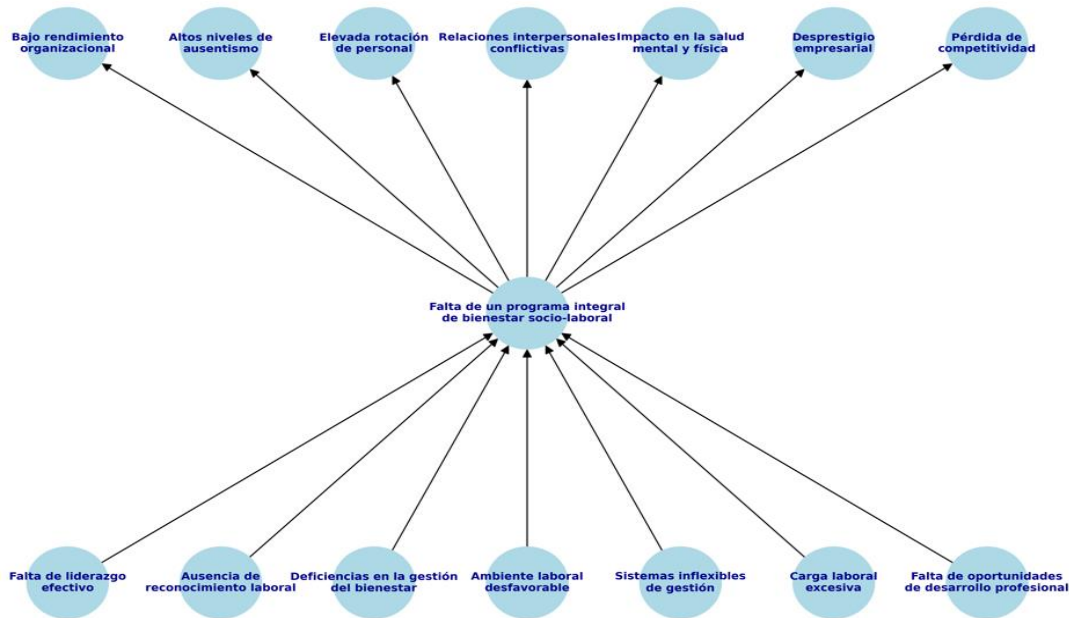 Bajo rendimiento
organizacional
Altos niveles de
ausentismo
Elevada rotación
de personal
Relaciones interpersonales
conflictivas
Impacto en la salud
mental y física
Desprestigio
empresarial
Pérdida de
competitividad
Falta de un programa integral
de bienestar socio-laboral
Falta de liderazgo
efectivo
Ausencia de
reconocimiento laboral
Deficiencias en la gestión
del bienestar
Ambiente laboral
desfavorable
Sistemas inflexibles
de gestión
Carga laboral
excesiva
Falta de oportunidades
de desarrollo profesional